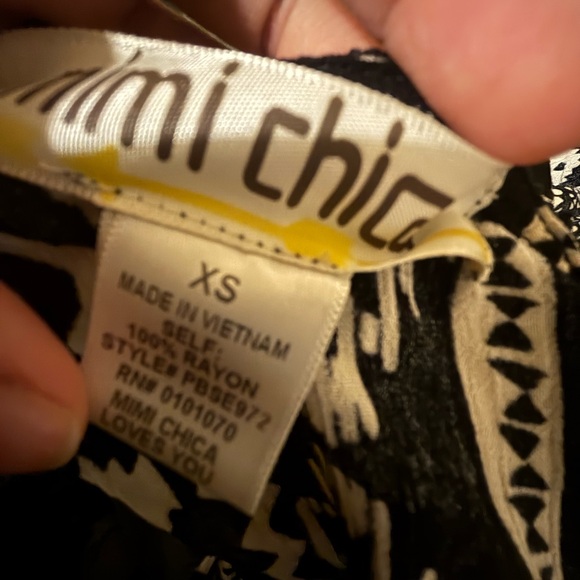 mimi chica
XS
MADE IN VIETNAM
SELF:
100% RAYON
STYLE# PBSE972
RN# 0101070
MIMI CHICA
LOVES YOU